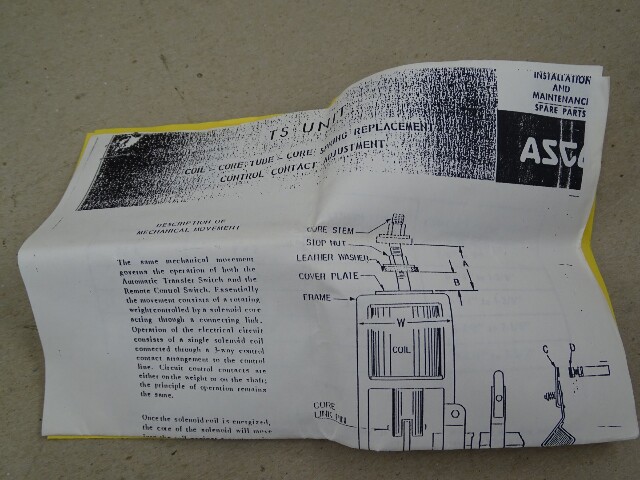 INSTALLATION
AND
MAINTENANCE
SPARE PARTS
TS UNIT
COIL - CORE TUBE - CORE SPRING REPLACEMENT
CONTROL CONTACT ADJUSTMENT
DESCRIPTION OF
MECHANICAL MOVEMENT
The same mechanical movement
governs the operation of both the
Automatic Transfer Switch and the
Remote Control Switch. Essentially
the movement consists of a rotating
weight controlled by a solenoid core
acting through a connecting link.
Operation of the electrical circuit
consists of a single solenoid coil
connected through a 3-way control
contact arrangement to the control
line. Circuit control contacts are
either on the weight or on the shaft;
the principle of operation remains
the same.
Once the solenoid coil is energized,
the core of the solenoid will move
CORE STEM
STOP NUT
LEATHER WASHER
COVER PLATE
FRAME
A
B
W
COIL
C
D
CORE
LINK PIN